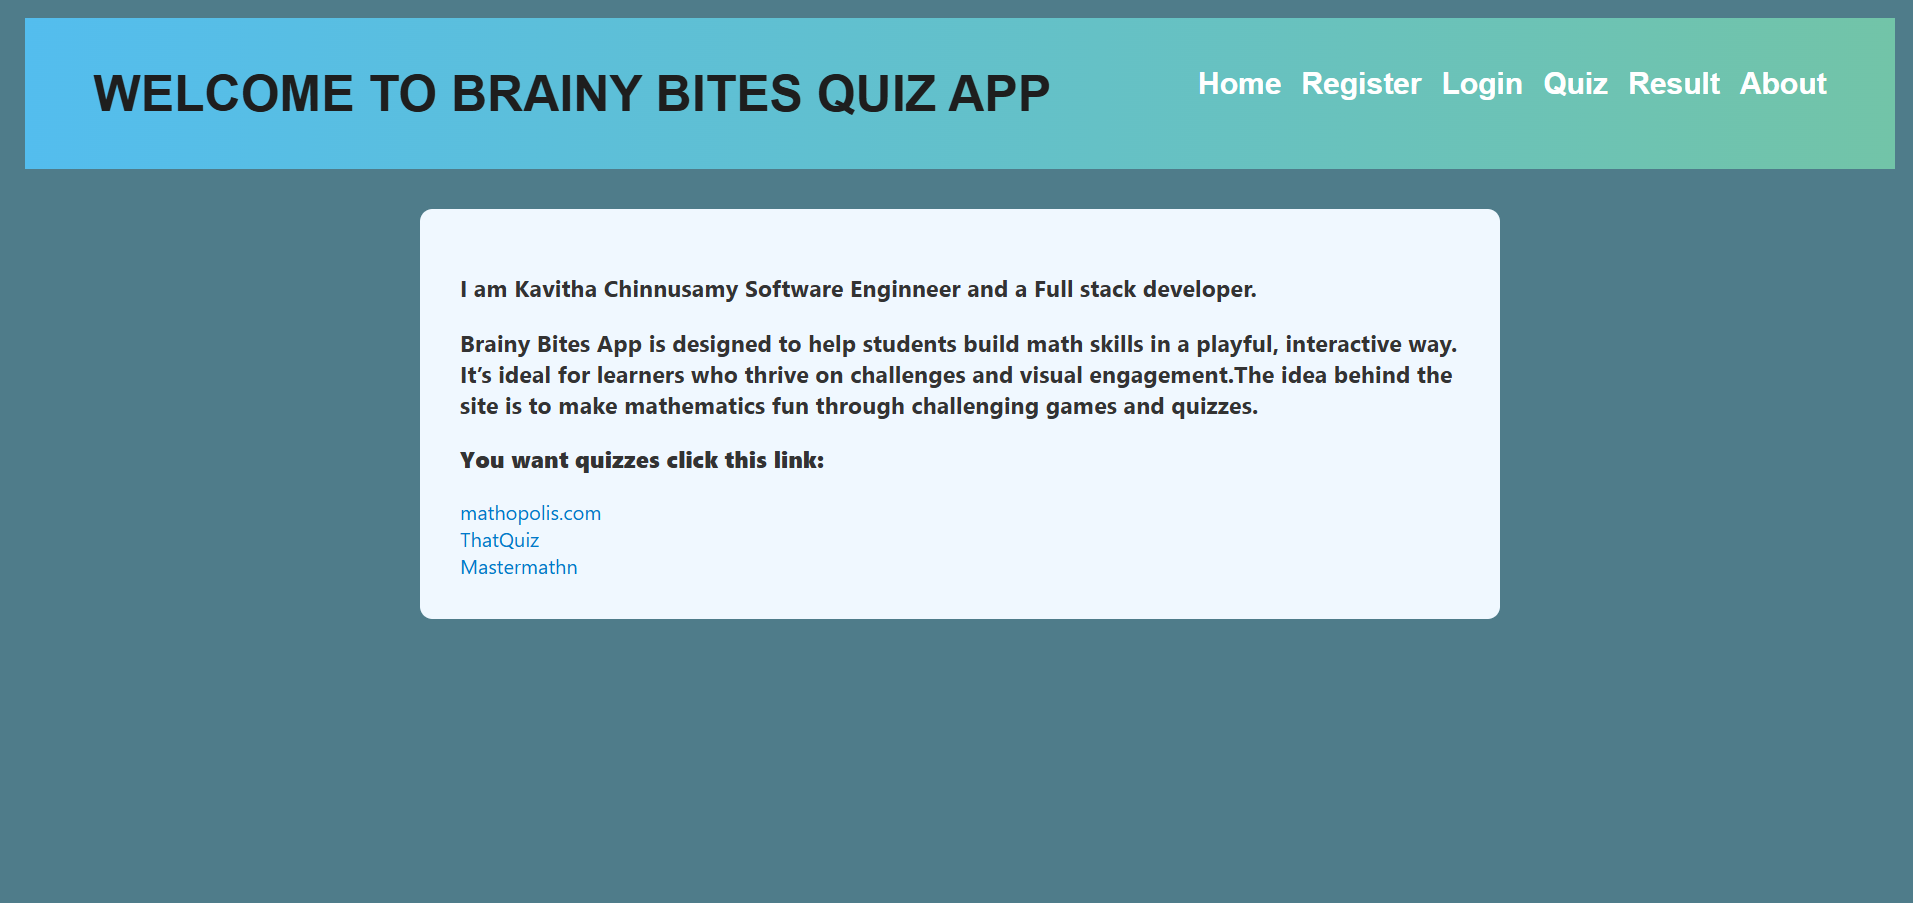 WELCOME TO BRAINY BITES QUIZ APP
Home Register Login Quiz Result About
I am Kavitha Chinnusamy Software Enginneer and a Full stack developer.
Brainy Bites App is designed to help students build math skills in a playful, interactive way.
It’s ideal for learners who thrive on challenges and visual engagement.The idea behind the
site is to make mathematics fun through challenging games and quizzes.
You want quizzes click this link:
mathopolis.com
ThatQuiz
Mastermathn